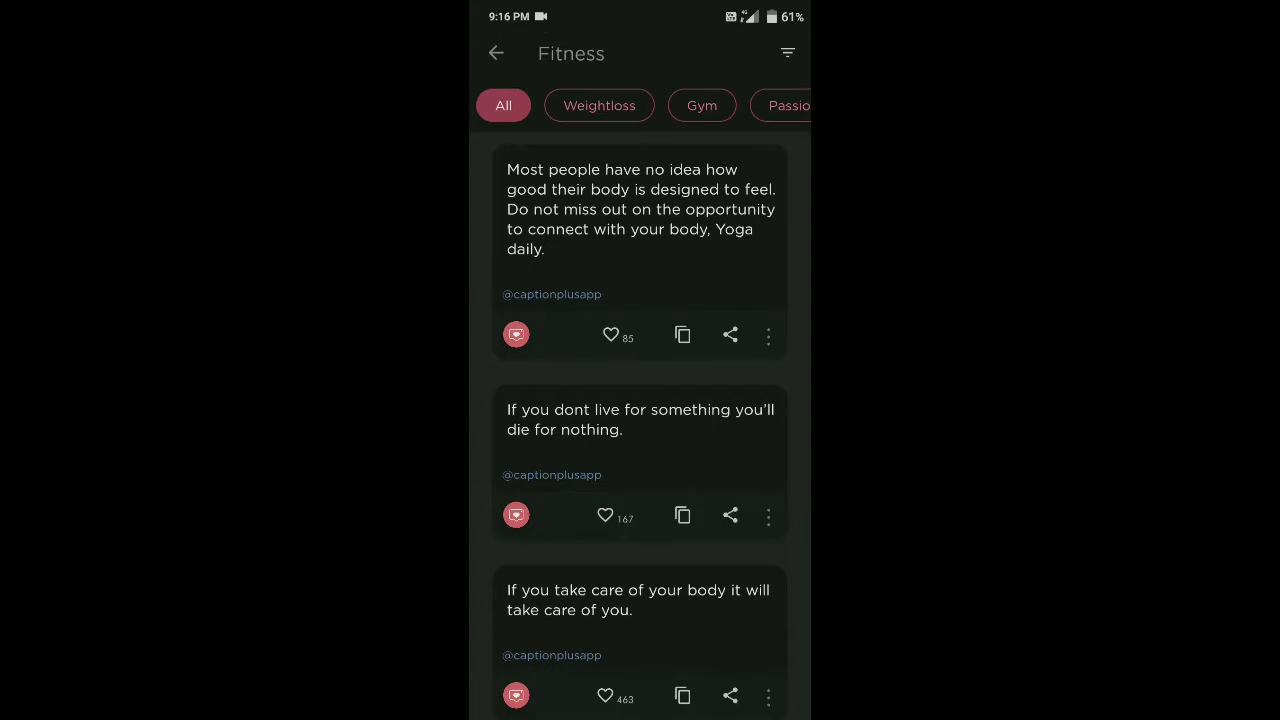 9:16 PM 4G 61%
Fitness
All Weightloss Gym Passio
Most people have no idea how
good their body is designed to feel.
Do not miss out on the opportunity
to connect with your body, Yoga
daily.
@captionplusapp
85
If you dont live for something you'll
die for nothing.
@captionplusapp
167
If you take care of your body it will
take care of you.
@captionplusapp
463